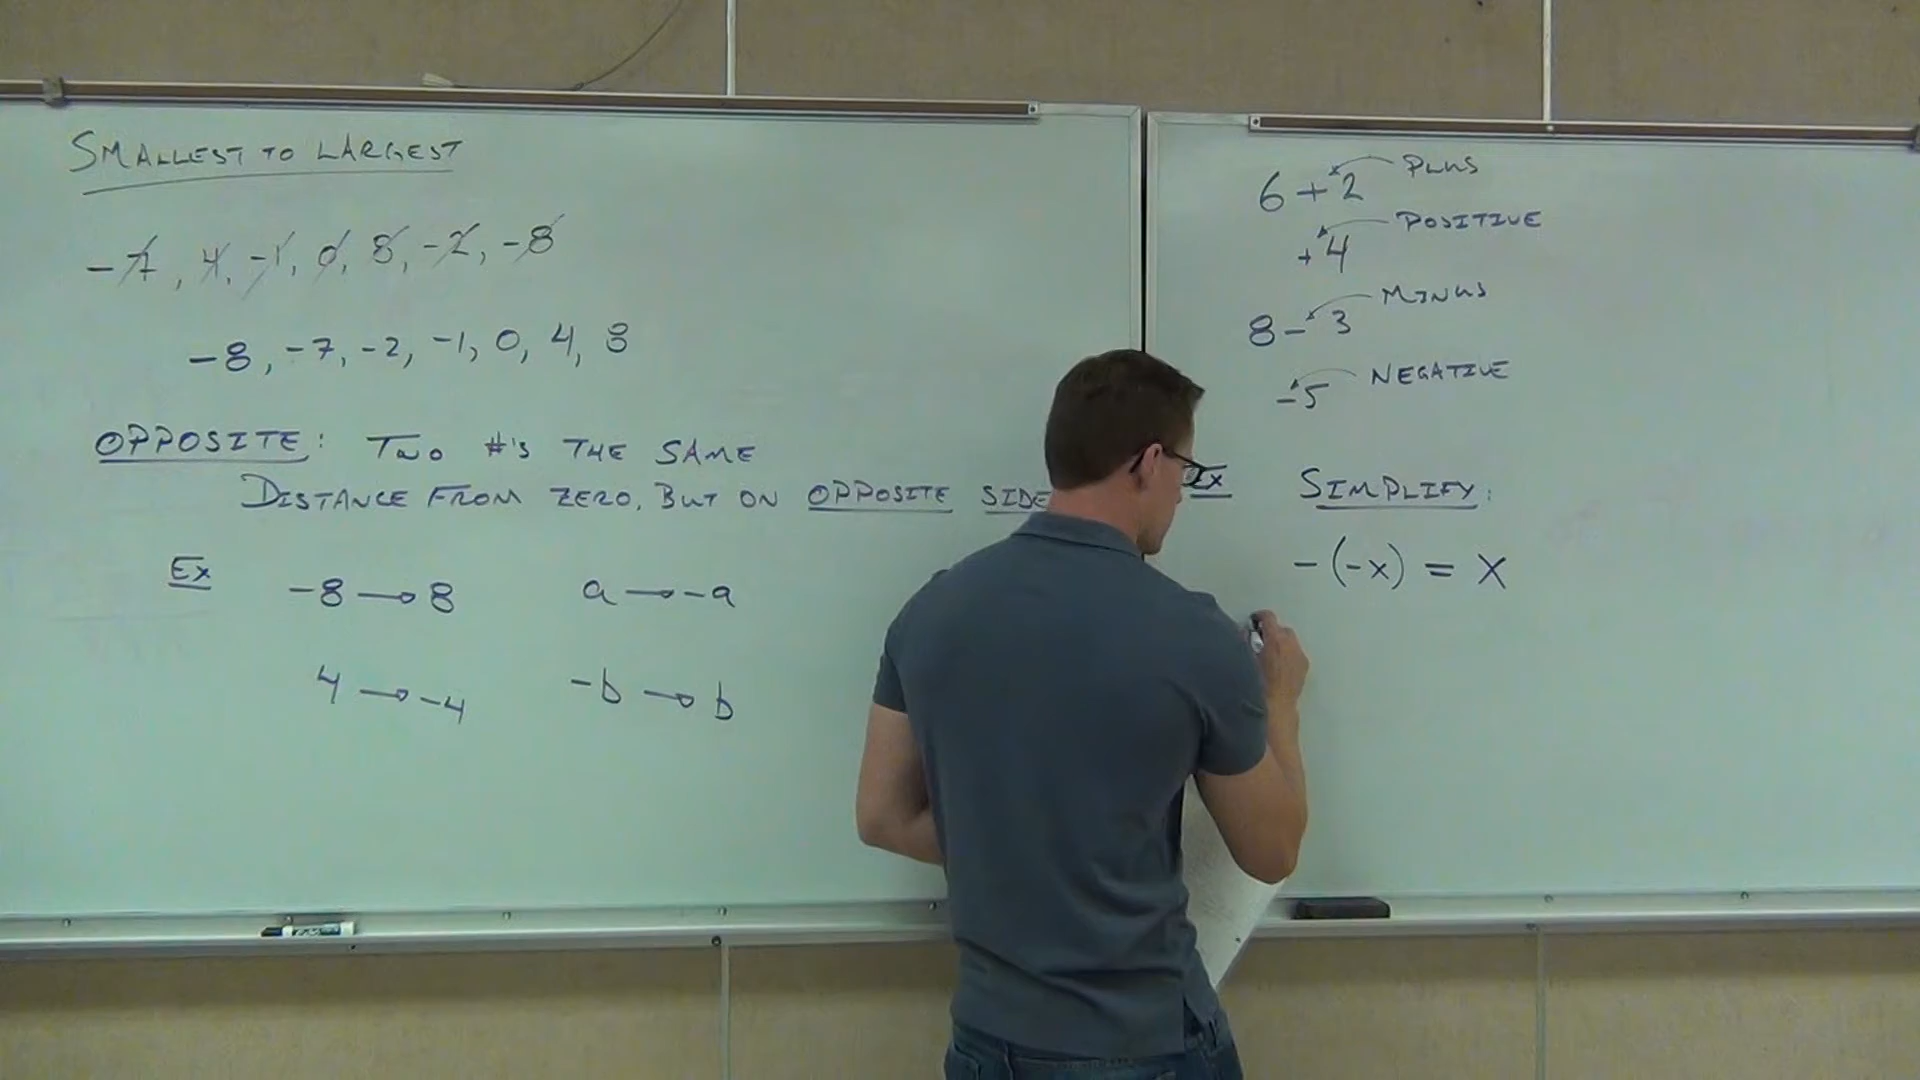 SMALLEST TO LARGEST
-7, 4, -1, 0, 8, -2, -8
-8, -7, -2, -1, 0, 4, 8
OPPOSITE: TWO #'S THE SAME
DISTANCE FROM ZERO, BUT ON OPPOSITE SIDE
Ex -8 → 8 a → -a
4 → -4 -b → b
6 + 2 PLUS
+4 POSITIVE
8 - 3 MINUS
-5 NEGATIVE
Ex SIMPLIFY:
-(-x) = x